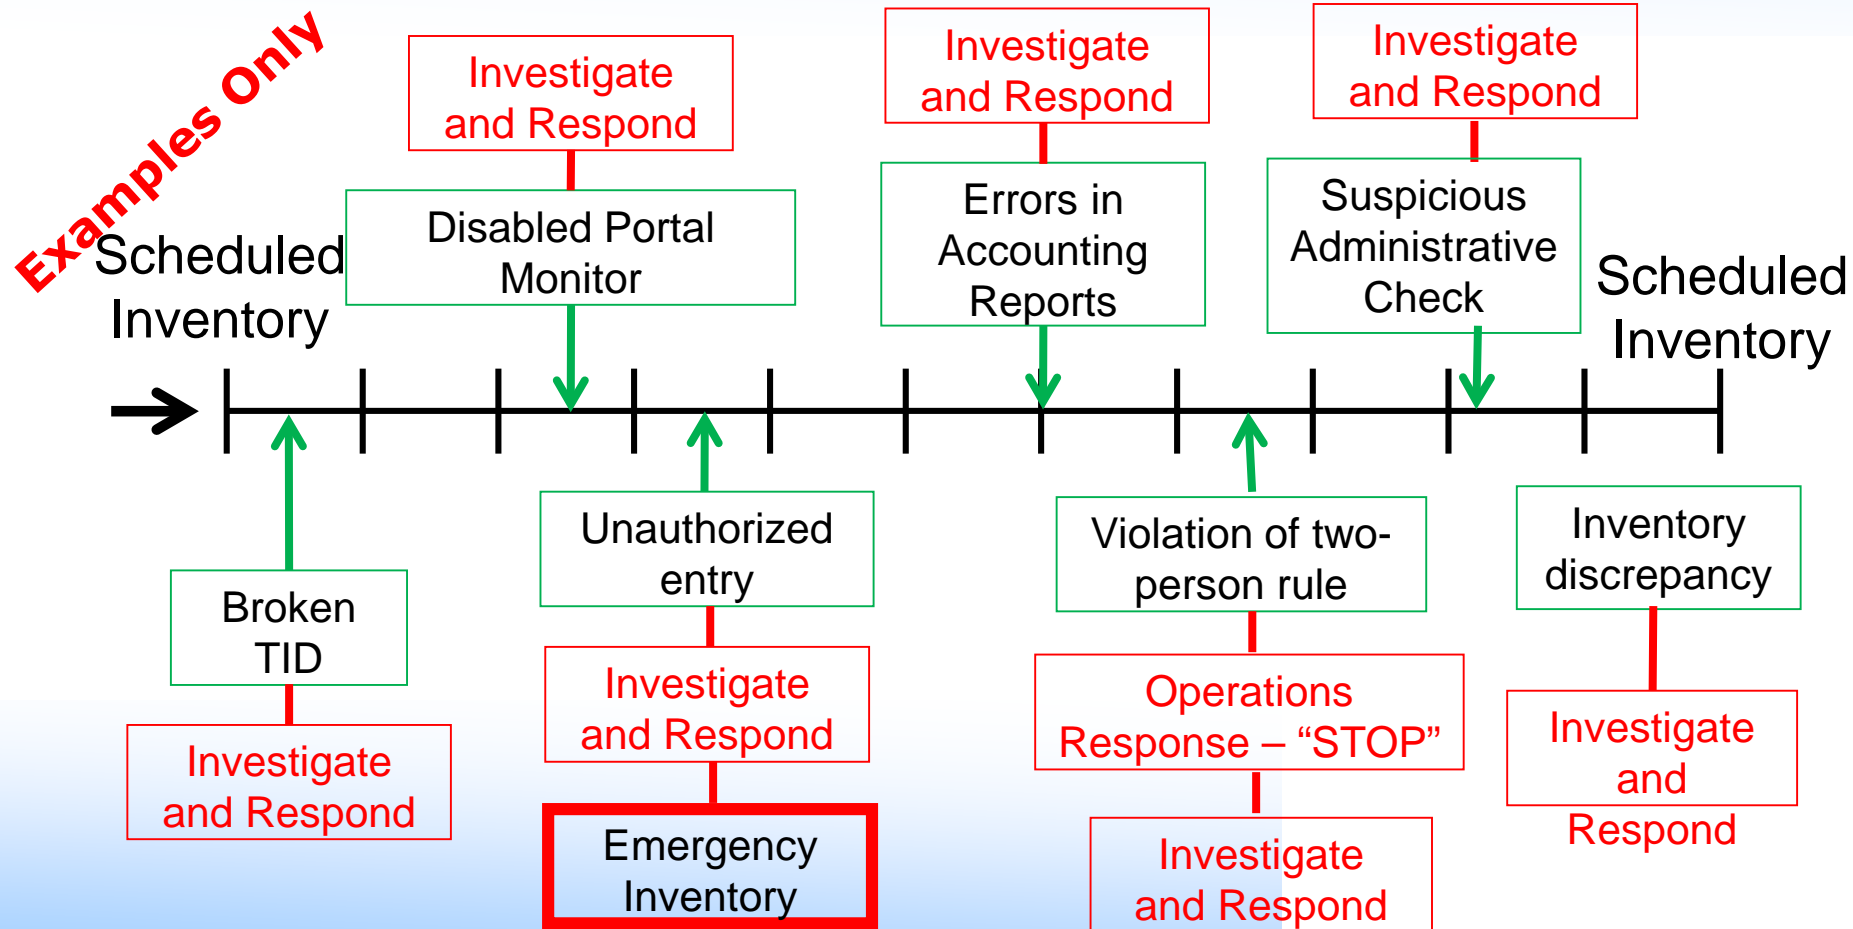 Examples Only
Investigate
and Respond
Investigate
and Respond
Investigate
and Respond
Scheduled
Inventory
Disabled Portal
Monitor
Errors in
Accounting
Reports
Suspicious
Administrative
Check
Scheduled
Inventory
Broken
TID
Investigate
and Respond
Unauthorized
entry
Investigate
and Respond
Emergency
Inventory
Violation of two-
person rule
Operations
Response – “STOP”
Investigate
and Respond
Inventory
discrepancy
Investigate
and
Respond